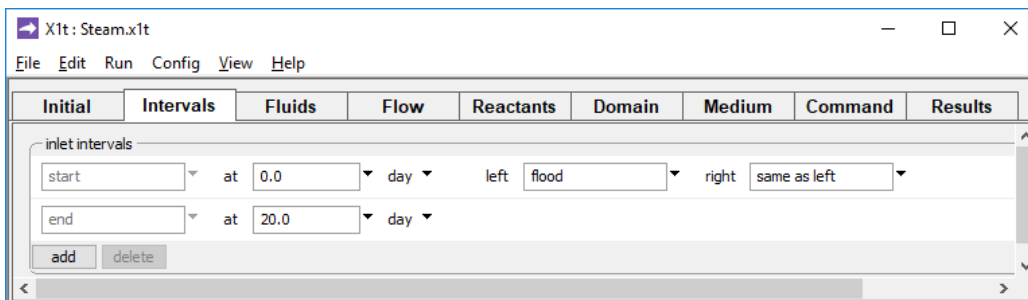 X1t : Steam.x1t
File Edit Run Config View Help
Initial Intervals Fluids Flow Reactants Domain Medium Command Results
inlet intervals
start at 0.0 day left flood right same as left
end at 20.0 day
add delete